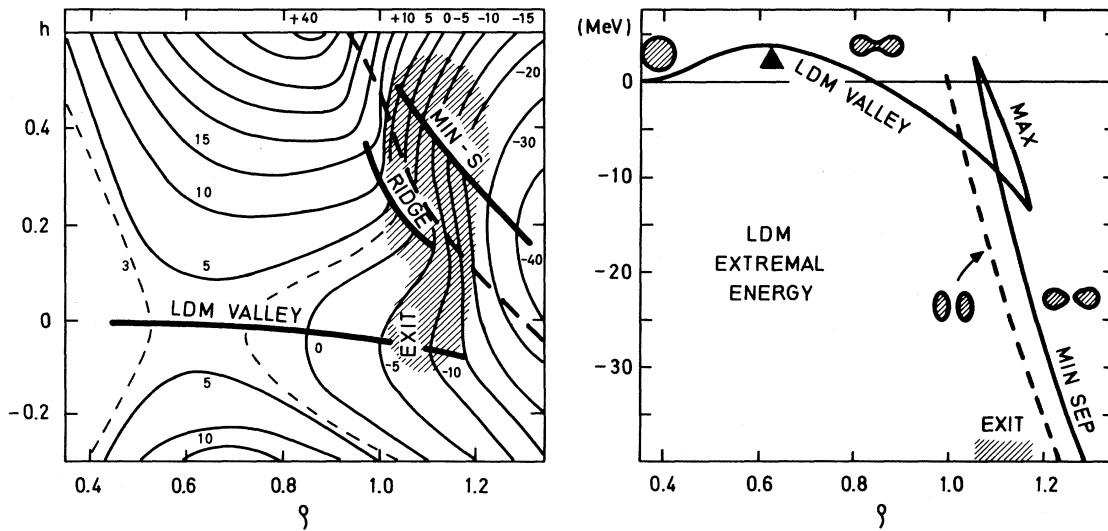 h
+40 +10 5 0 -5 -10 -15
-20
MIN-S
0.4
-30
15
10
RIDGE
0.2
5
3
-40
LDM VALLEY
0
0
EXIT
-5
-10
5
-0.2
10
0.4 0.6 0.8 1.0 1.2
ρ
(MeV)
0
LDM VALLEY
MAX
-10
LDM
EXTREMAL
ENERGY
-20
-30
MIN SEP
EXIT
0.4 0.6 0.8 1.0 1.2
ρ